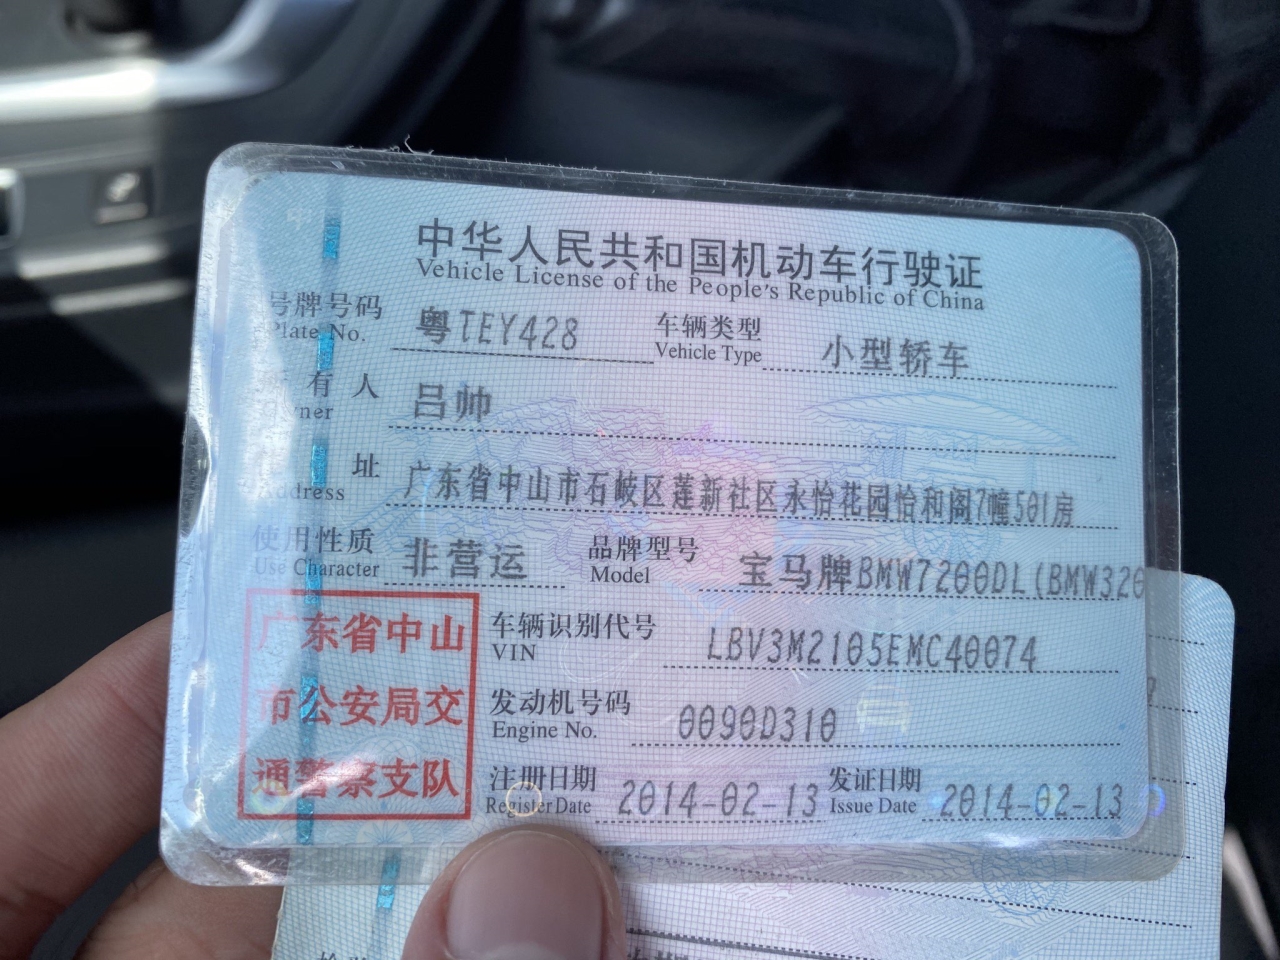 中华人民共和国机动车行驶证
Vehicle License of the People's Republic of China
号牌号码 粤TEY428 车辆类型 小型轿车
Plate No. Vehicle Type
所有人 吕帅
Owner
址 广东省中山市石岐区莲新社区永怡花园怡和阁7幢501房
Address
使用性质 非营运 品牌型号 宝马牌BMW7200DL(BMW320
Use Character Model
广东省中山
市公安局交
通警察支队
车辆识别代号 LBV3M2105EMC40074
VIN
发动机号码 0090D310
Engine No.
注册日期 2014-02-13 发证日期 2014-02-13
Register Date Issue Date